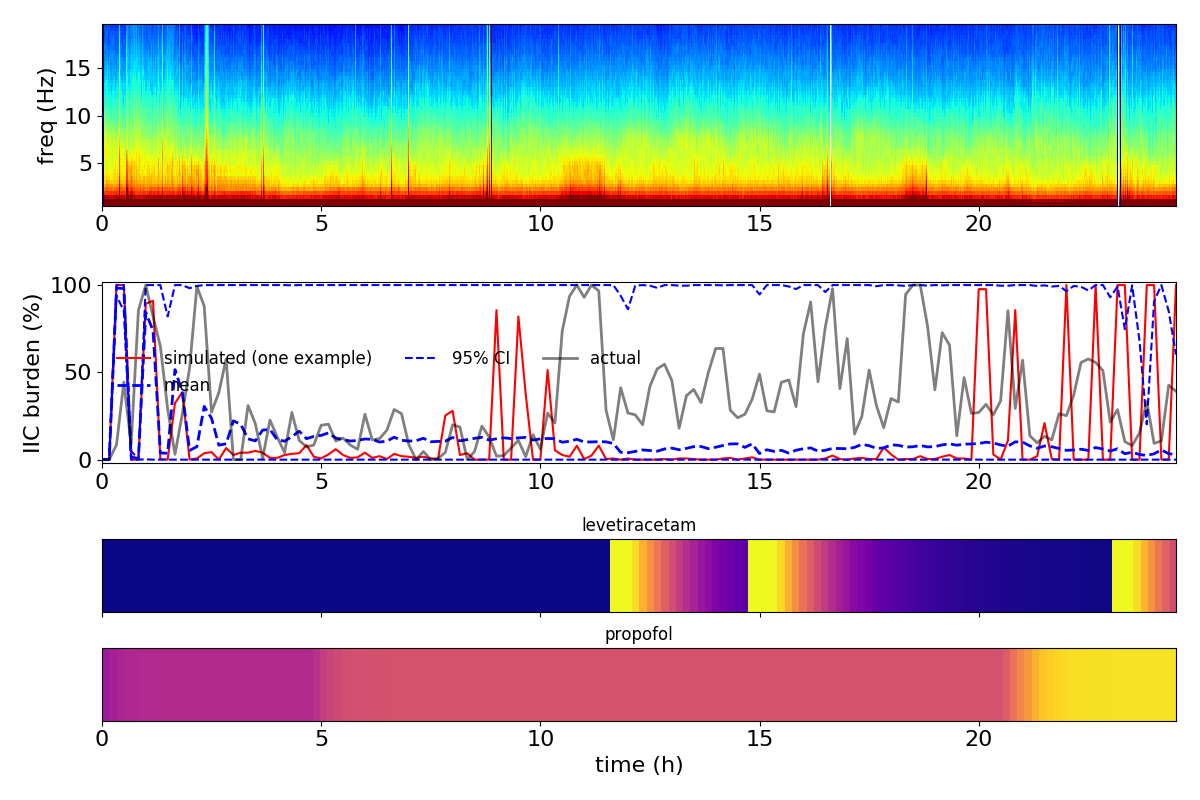 freq (Hz)
15
10
5
0 5 10 15 20
IIC burden (%)
100
50
0
simulated (one example) 95% CI actual
mean
0 5 10 15 20
levetiracetam
propofol
0 5 10 15 20
time (h)